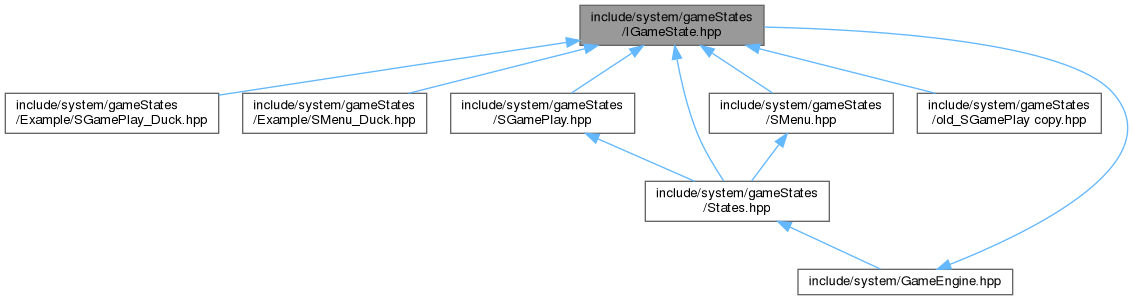 include/system/gameStates
/IGameState.hpp
include/system/gameStates
/Example/SGamePlay_Duck.hpp
include/system/gameStates
/Example/SMenu_Duck.hpp
include/system/gameStates
/SGamePlay.hpp
include/system/gameStates
/SMenu.hpp
include/system/gameStates
/old_SGamePlay copy.hpp
include/system/gameStates
/States.hpp
include/system/GameEngine.hpp